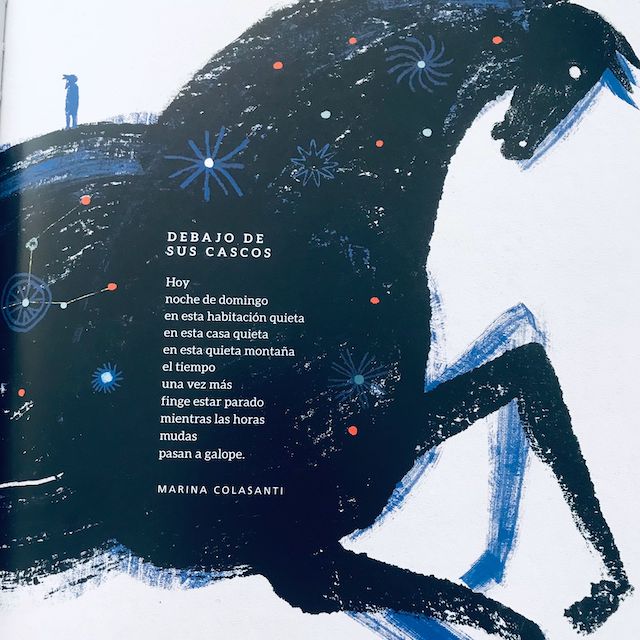 DEBAJO DE
SUS CASCOS
Hoy
noche de domingo
en esta habitación quieta
en esta casa quieta
en esta quieta montaña
el tiempo
una vez más
finge estar parado
mientras las horas
mudas
pasan a galope.
MARINA COLASANTI